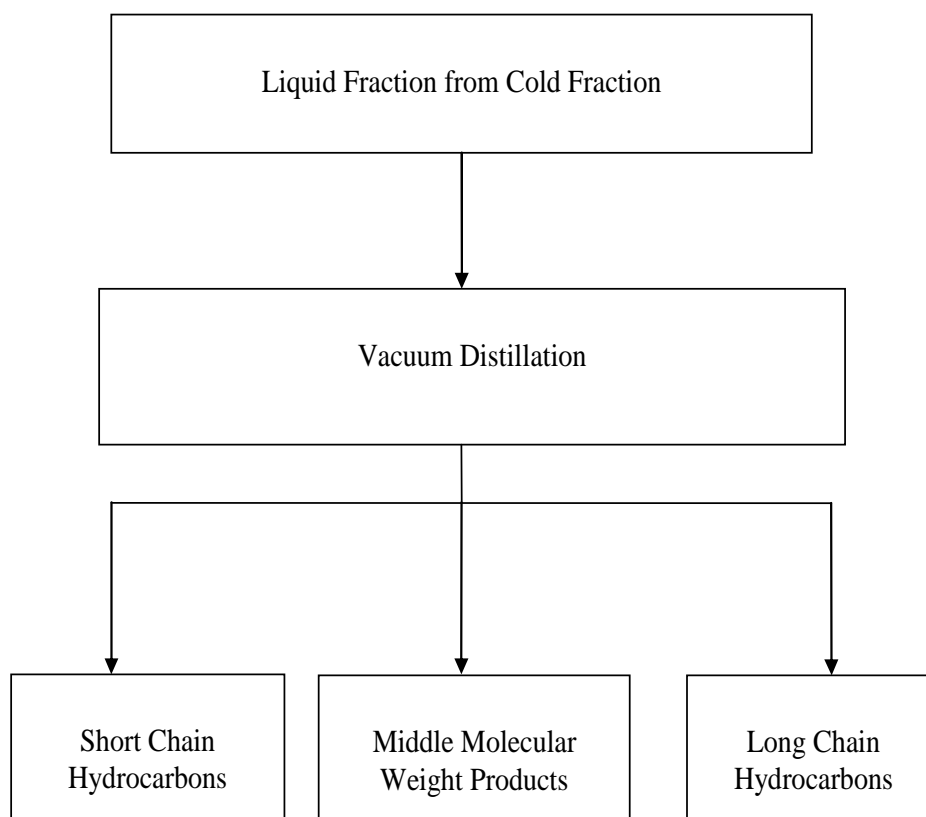 Liquid Fraction from Cold Fraction
Vacuum Distillation
Short Chain
Hydrocarbons
Middle Molecular
Weight Products
Long Chain
Hydrocarbons